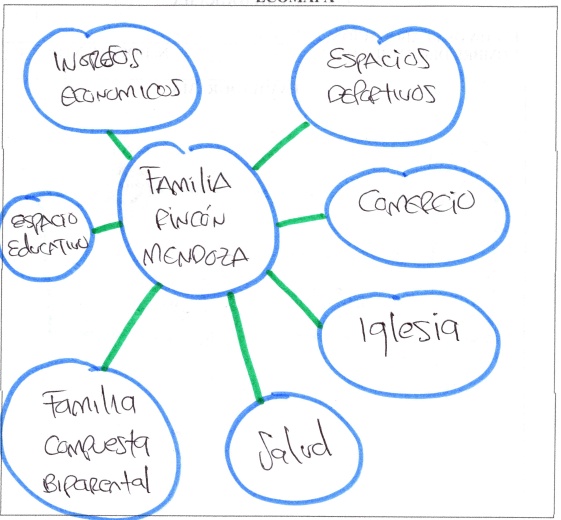 ECOMAPA
INGRESOS
ECONOMICOS
ESPACIOS
DEPORTIVOS
FAMILIA
RINCÓN
MENDOZA
COMERCIO
ESPACIO
EDUCATIVO
Iglesia
Familia
Compuesta
Biparental
Salud